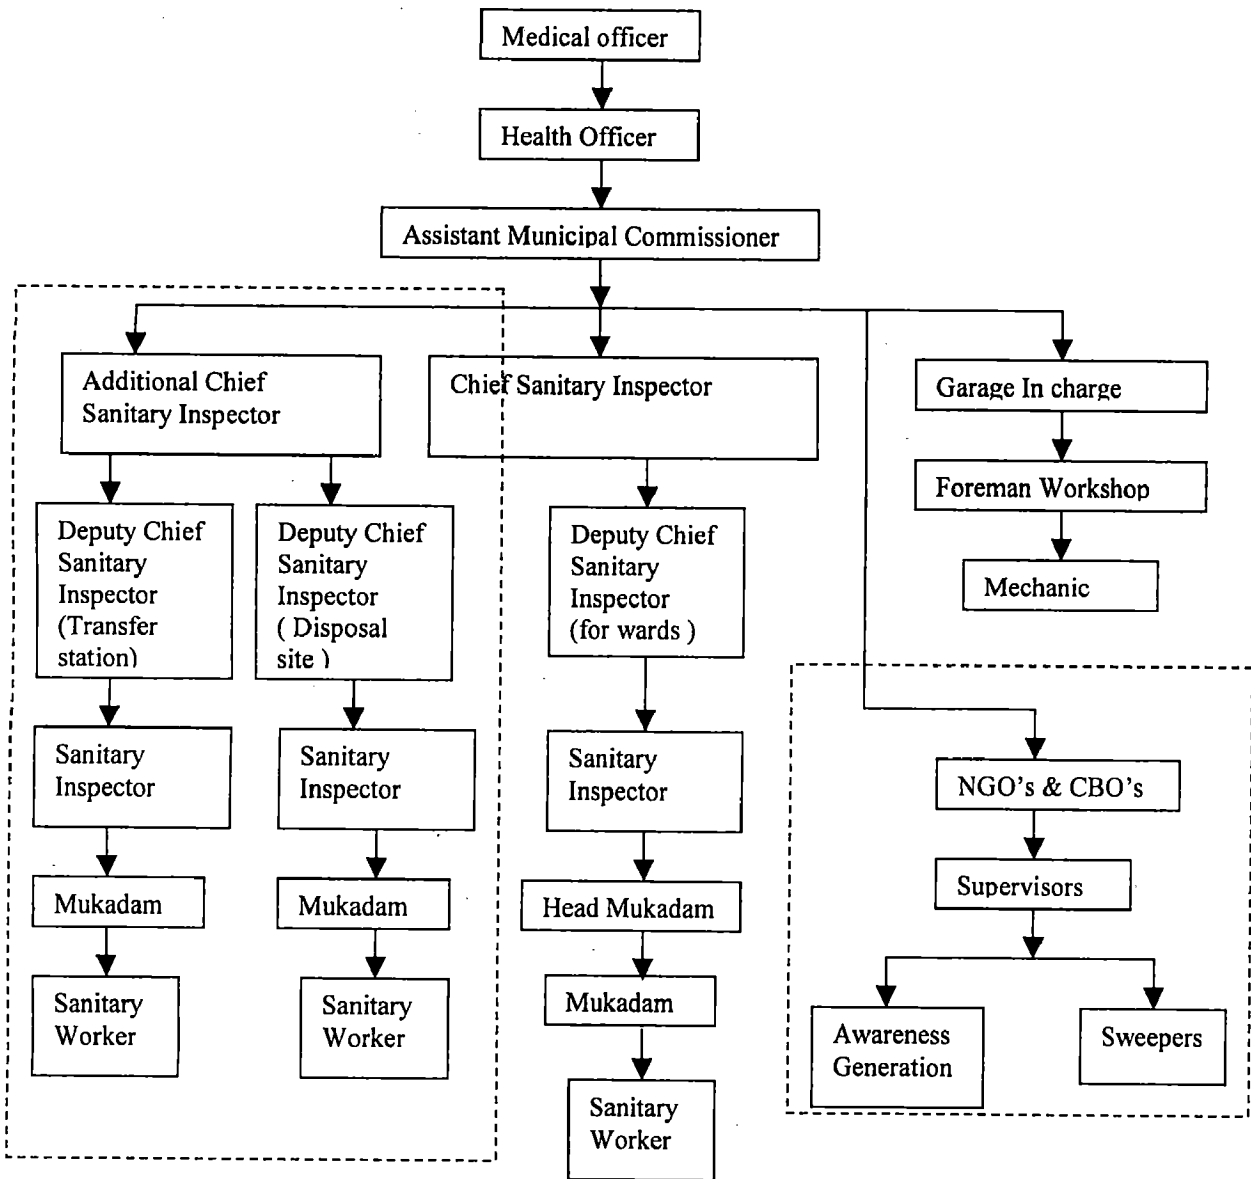 Medical officer
Health Officer
Assistant Municipal Commissioner
Additional Chief
Sanitary Inspector
Chief Sanitary Inspector
Garage In charge
Foreman Workshop
Mechanic
Deputy Chief
Sanitary
Inspector
(Transfer
station)
Deputy Chief
Sanitary
Inspector
( Disposal
site )
Deputy Chief
Sanitary
Inspector
(for wards )
Sanitary
Inspector
Sanitary
Inspector
Sanitary
Inspector
NGO's & CBO's
Supervisors
Mukadam
Mukadam
Head Mukadam
Mukadam
Sanitary
Worker
Sanitary
Worker
Sanitary
Worker
Awareness
Generation
Sweepers